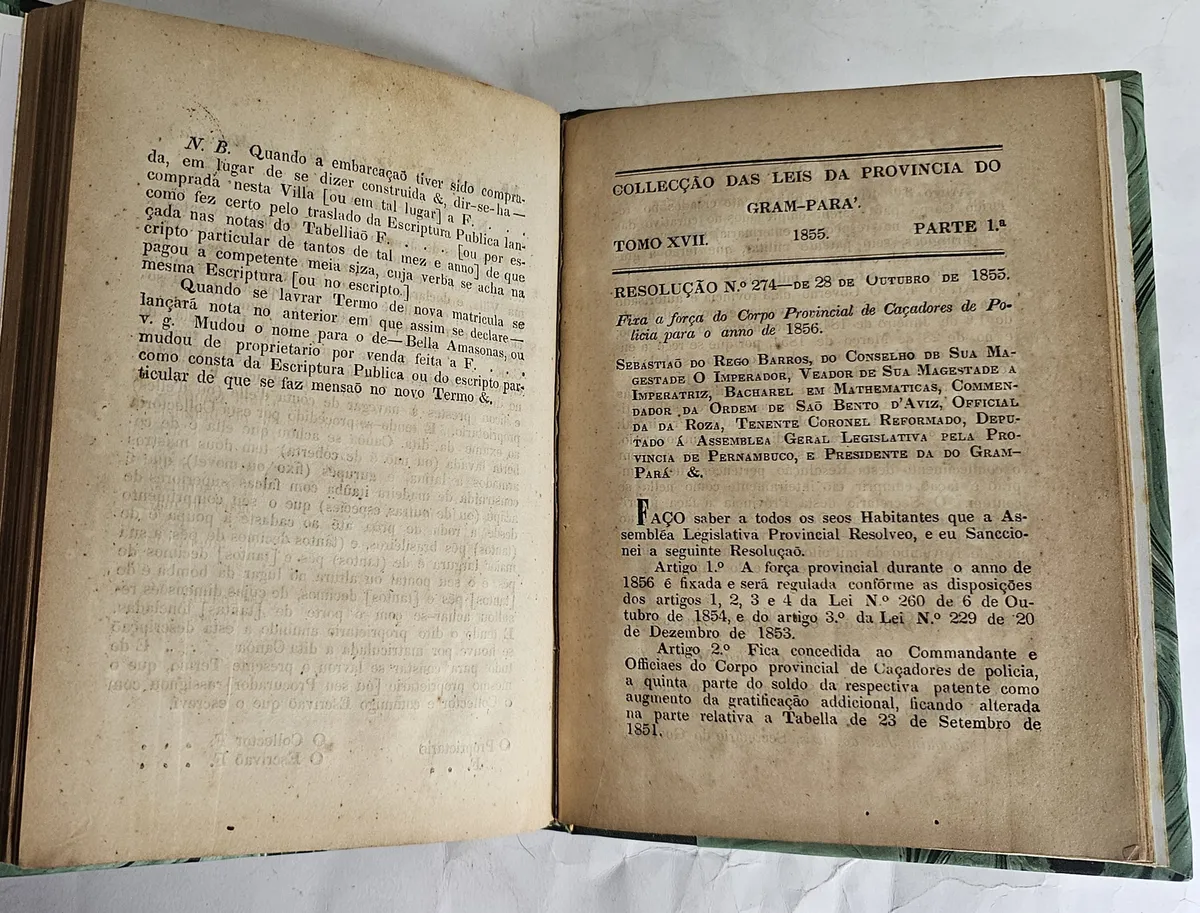 N. B. Quando a embarcaçaõ tiver sido compra-
da, em lugar de se dizer construida &, dir-se-ha—
comprada nesta Villa [ou em tal lugar] a F. . . .
como fez certo pelo traslado da Escriptura Publica lan-
çada nas notas do Tabelliaõ F. . . . [ou por es-
cripto particular de tantos de tal mez e anno] de que
pagou a competente meia siza, cuja verba se acha na
mesma Escriptura [ou no escripto.]
Quando se lavrar Termo de nova matricula se
lançará nota no anterior em que assim se declare—
v. g. Mudou o nome para o de—Bella Amasonas, ou
mudou de proprietario por venda feita a F. . . .
como consta da Escriptura Publica ou do escripto par-
ticular de que se faz mensaõ no novo Termo &.
COLLECÇÃO DAS LEIS DA PROVINCIA DO
GRAM-PARA'.
TOMO XVII. 1855. PARTE 1.ª
RESOLUÇÃO N.º 274—DE 28 DE OUTUBRO DE 1855.
Fixa a força do Corpo Provincial de Caçadores de Po-
licia para o anno de 1856.
SEBASTIAÕ DO REGO BARROS, DO CONSELHO DE SUA MA-
GESTADE O IMPERADOR, VEADOR DE SUA MAGESTADE A
IMPERATRIZ, BACHAREL EM MATHEMATICAS, COMMEN-
DADOR DA ORDEM DE SAÕ BENTO D'AVIZ, OFFICIAL
DA DA ROZA, TENENTE CORONEL REFORMADO, DEPU-
TADO Á ASSEMBLEA GERAL LEGISLATIVA PELA PRO-
VINCIA DE PERNAMBUCO, E PRESIDENTE DA DO GRAM-
PARÁ &.
FAÇO saber a todos os seos Habitantes que a As-
sembléa Legislativa Provincial Resolveo, e eu Sanccio-
nei a seguinte Resoluçaõ.
Artigo 1.º A força provincial durante o anno de
1856 é fixada e será regulada confórme as disposições
dos artigos 1, 2, 3 e 4 da Lei N.º 260 de 6 de Ou-
tubro de 1854, e do artigo 3.º da Lei N.º 229 de 20
de Dezembro de 1853.
Artigo 2.º Fica concedida ao Commandante e
Officiaes do Corpo provincial de Caçadores de policia,
a quinta parte do soldo da respectiva patente como
augmento da gratificação addicional, ficando alterada
na parte relativa a Tabella de 23 de Setembro de
1851.